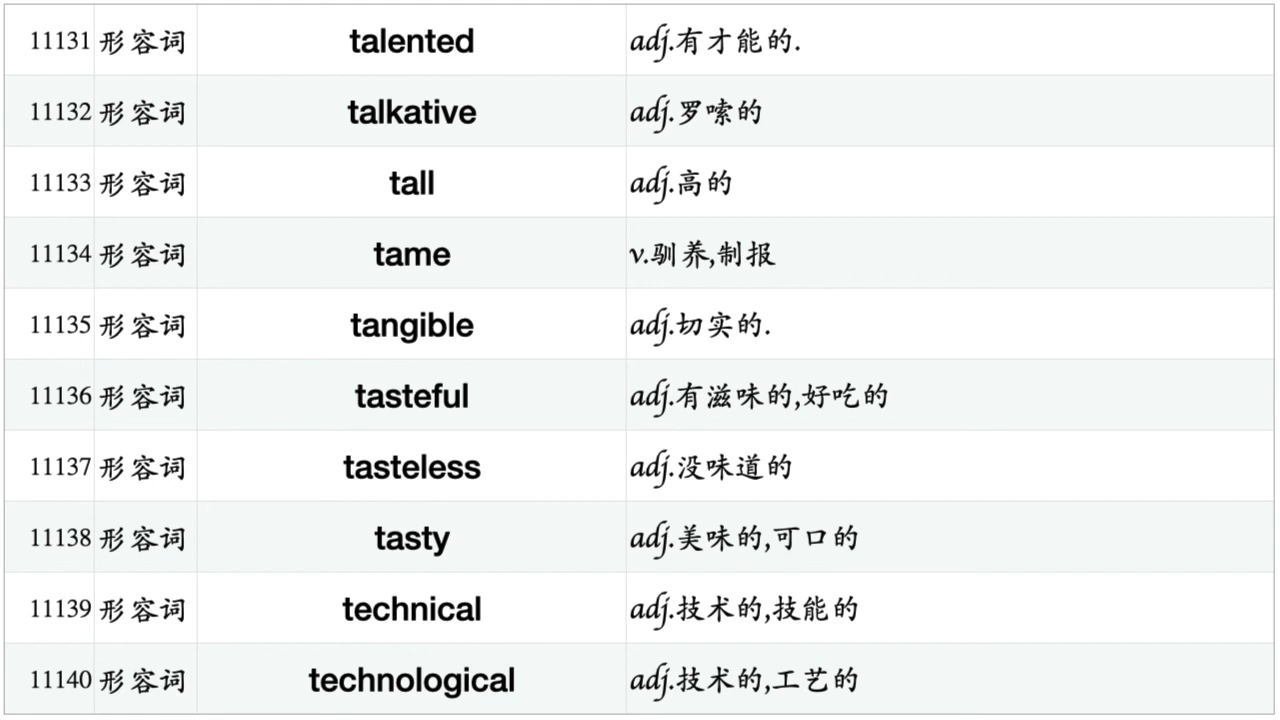 11131 形容词 talented adj.有才能的.
11132 形容词 talkative adj.罗嗦的
11133 形容词 tall adj.高的
11134 形容词 tame v.驯养,制报
11135 形容词 tangible adj.切实的.
11136 形容词 tasteful adj.有滋味的,好吃的
11137 形容词 tasteless adj.没味道的
11138 形容词 tasty adj.美味的,可口的
11139 形容词 technical adj.技术的,技能的
11140 形容词 technological adj.技术的,工艺的